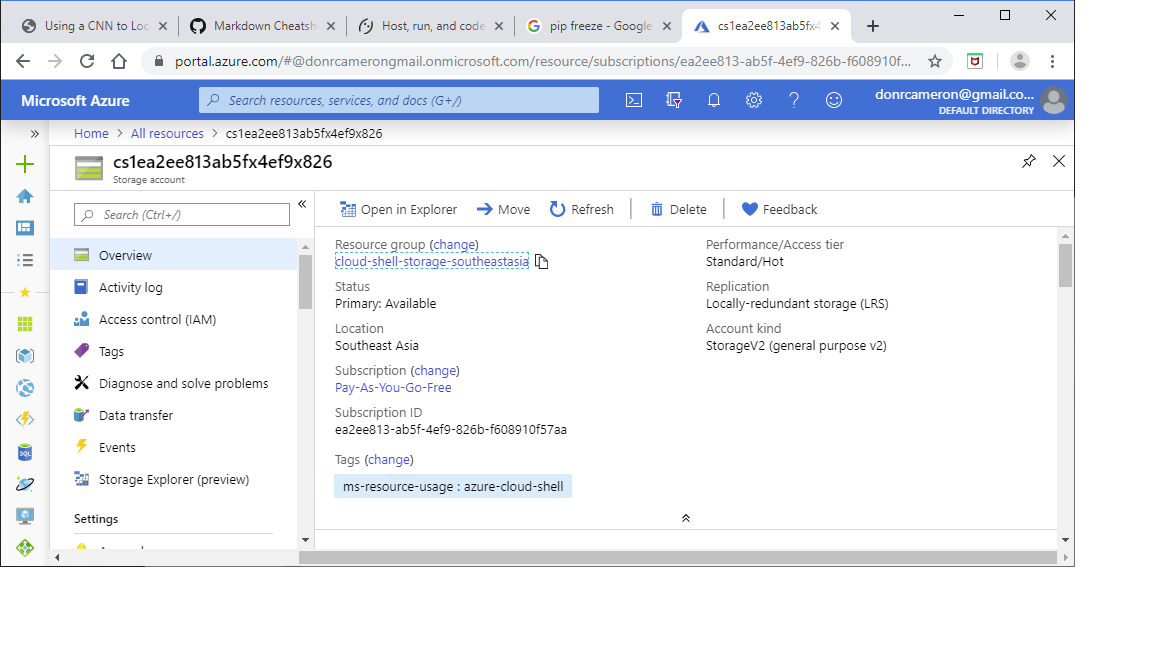 Using a CNN to Loc
Markdown Cheatsh
Host, run, and code
pip freeze - Google
cs1ea2ee813ab5fx4
portal.azure.com/#@donrcamerongmail.onmicrosoft.com/resource/subscriptions/ea2ee813-ab5f-4ef9-826b-f608910f...
Microsoft Azure
Search resources, services, and docs (G+/)
donrcameron@gmail.co...
DEFAULT DIRECTORY
Home > All resources > cs1ea2ee813ab5fx4ef9x826
cs1ea2ee813ab5fx4ef9x826
Storage account
Search (Ctrl+/)
Overview
Activity log
Access control (IAM)
Tags
Diagnose and solve problems
Data transfer
Events
Storage Explorer (preview)
Settings
SQL
Open in Explorer
Move
Refresh
Delete
Feedback
Resource group (change)
cloud-shell-storage-southeastasia
Status
Primary: Available
Location
Southeast Asia
Subscription (change)
Pay-As-You-Go-Free
Subscription ID
ea2ee813-ab5f-4ef9-826b-f608910f57aa
Tags (change)
ms-resource-usage : azure-cloud-shell
Performance/Access tier
Standard/Hot
Replication
Locally-redundant storage (LRS)
Account kind
StorageV2 (general purpose v2)